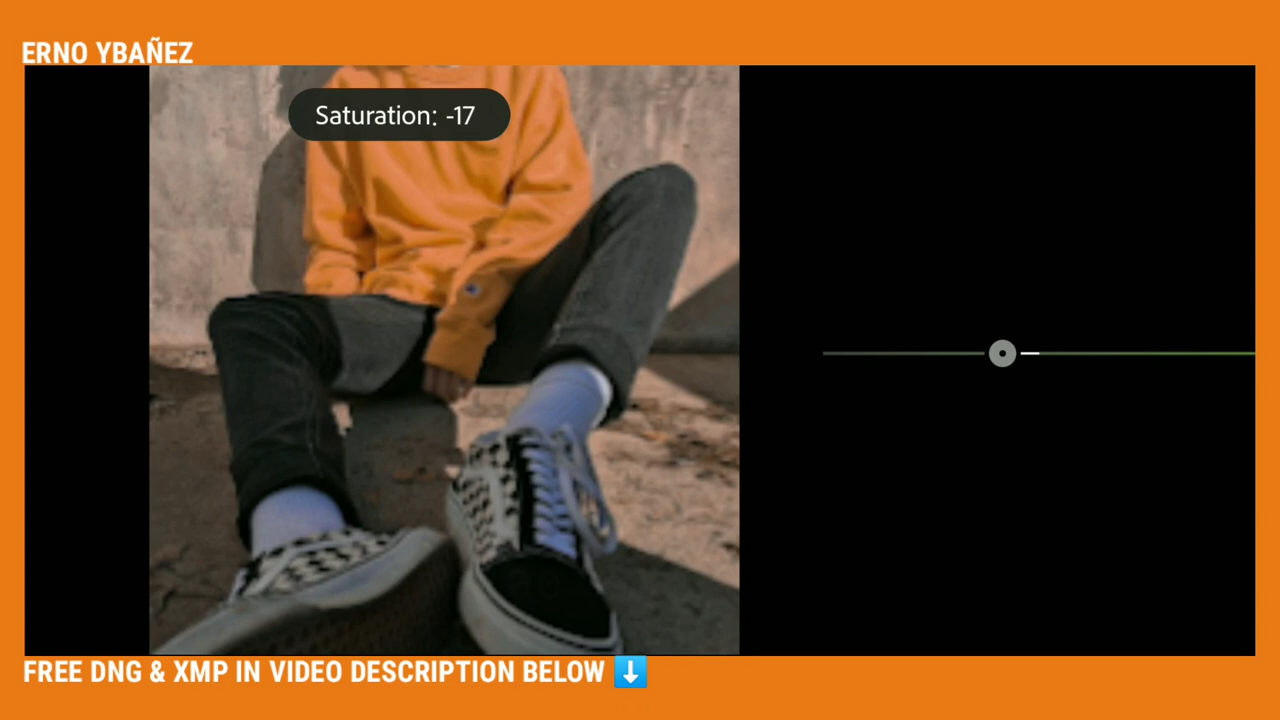 ERNO YBAÑEZ
Saturation: -17
FREE DNG & XMP IN VIDEO DESCRIPTION BELOW ⬇️